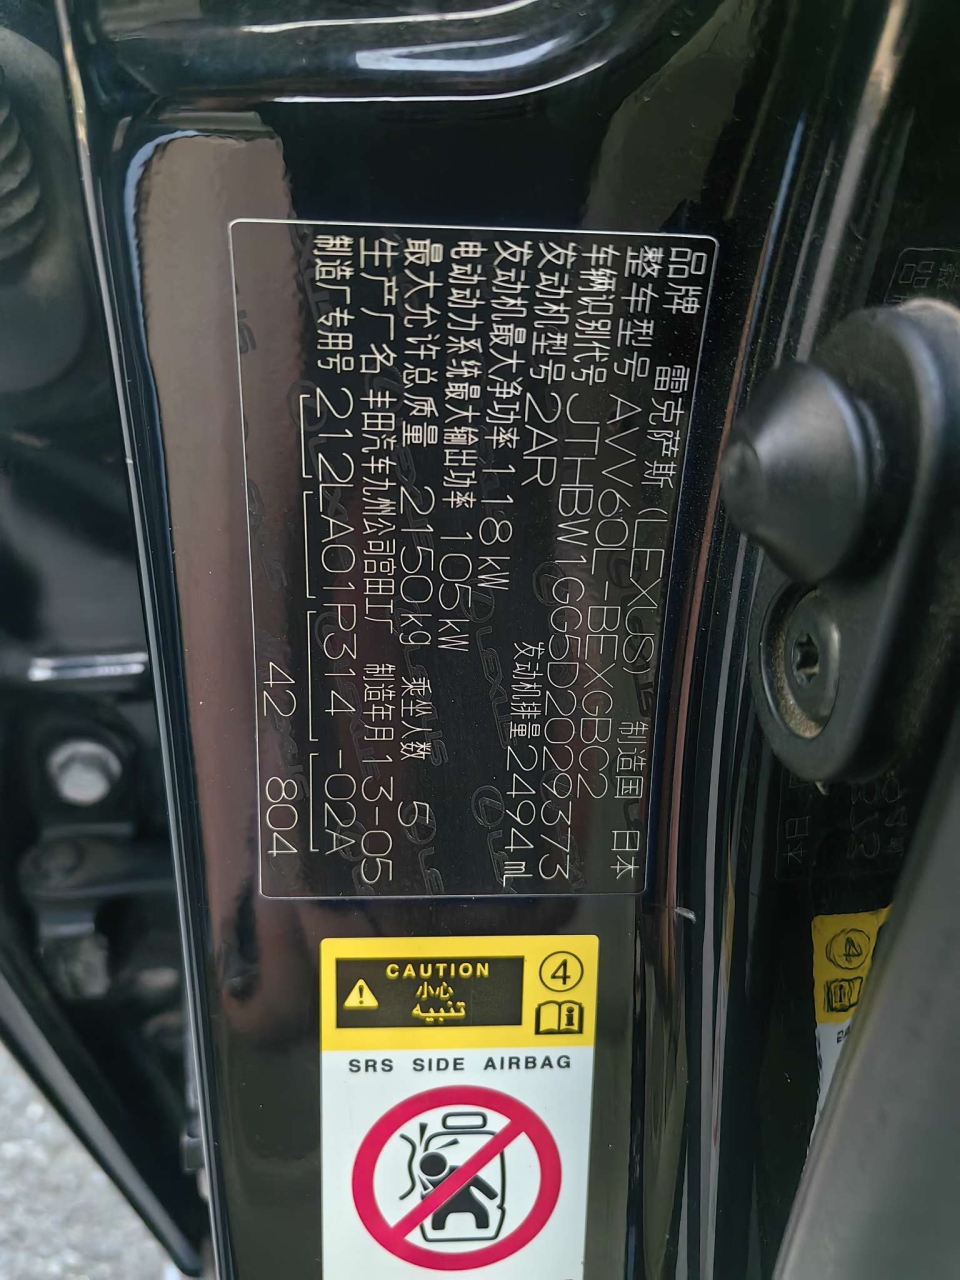 品牌 雷克萨斯(LEXUS) 制造国 日本
整车型号 AVV60L-BEXGBC2
车辆识别代号 JTHBW1GG5D2029373
发动机型号 2AR 发动机排量 2494㎖
发动机最大净功率 118kW
电动动力系统最大输出功率 105kW
最大允许总质量 2150kg 乘坐人数 5
生产厂名 丰田汽车九州公司宫田工厂 制造年月 13-05
制造厂专用号 212LA01P314-02A
42 804
CAUTION
小心
تنبيه
4
SRS SIDE AIRBAG